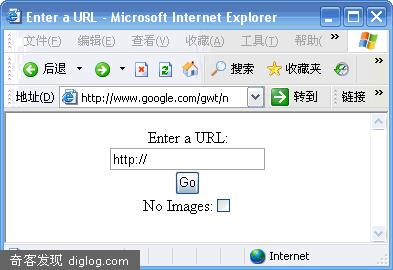 Enter a URL - Microsoft Internet Explorer
文件(F) 编辑(E) 查看(V) 收藏(A) 工具(T) 帮助( »
后退 搜索 收藏夹
地址(D) http://www.google.com/gwt/n 转到 链接 »
Enter a URL:
http://
Go
No Images:
Internet
奇客发现 diglog.com